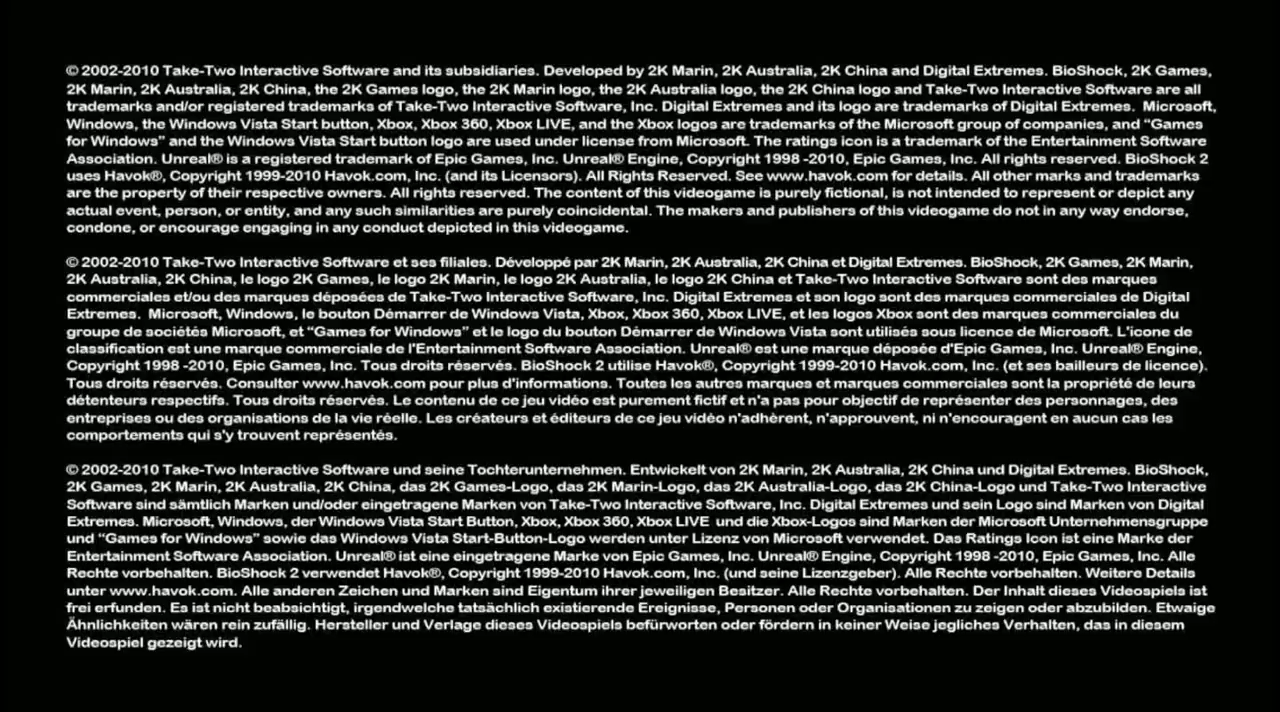 © 2002-2010 Take-Two Interactive Software and its subsidiaries. Developed by 2K Marin, 2K Australia, 2K China and Digital Extremes. BioShock, 2K Games,
2K Marin, 2K Australia, 2K China, the 2K Games logo, the 2K Marin logo, the 2K Australia logo, the 2K China logo and Take-Two Interactive Software are all
trademarks and/or registered trademarks of Take-Two Interactive Software, Inc. Digital Extremes and its logo are trademarks of Digital Extremes.  Microsoft,
Windows, the Windows Vista Start button, Xbox, Xbox 360, Xbox LIVE, and the Xbox logos are trademarks of the Microsoft group of companies, and “Games
for Windows” and the Windows Vista Start button logo are used under license from Microsoft. The ratings icon is a trademark of the Entertainment Software
Association. Unreal® is a registered trademark of Epic Games, Inc. Unreal® Engine, Copyright 1998 -2010, Epic Games, Inc. All rights reserved. BioShock 2
uses Havok®, Copyright 1999-2010 Havok.com, Inc. (and its Licensors). All Rights Reserved. See www.havok.com for details. All other marks and trademarks
are the property of their respective owners. All rights reserved. The content of this videogame is purely fictional, is not intended to represent or depict any
actual event, person, or entity, and any such similarities are purely coincidental. The makers and publishers of this videogame do not in any way endorse,
condone, or encourage engaging in any conduct depicted in this videogame.
© 2002-2010 Take-Two Interactive Software et ses filiales. Développé par 2K Marin, 2K Australia, 2K China et Digital Extremes. BioShock, 2K Games, 2K Marin,
2K Australia, 2K China, le logo 2K Games, le logo 2K Marin, le logo 2K Australia, le logo 2K China et Take-Two Interactive Software sont des marques
commerciales et/ou des marques déposées de Take-Two Interactive Software, Inc. Digital Extremes et son logo sont des marques commerciales de Digital
Extremes.  Microsoft, Windows, le bouton Démarrer de Windows Vista, Xbox, Xbox 360, Xbox LIVE, et les logos Xbox sont des marques commerciales du
groupe de sociétés Microsoft, et “Games for Windows” et le logo du bouton Démarrer de Windows Vista sont utilisés sous licence de Microsoft. L'icone de
classification est une marque commerciale de l'Entertainment Software Association. Unreal® est une marque déposée d'Epic Games, Inc. Unreal® Engine,
Copyright 1998 -2010, Epic Games, Inc. Tous droits réservés. BioShock 2 utilise Havok®, Copyright 1999-2010 Havok.com, Inc. (et ses bailleurs de licence).
Tous droits réservés. Consulter www.havok.com pour plus d'informations. Toutes les autres marques et marques commerciales sont la propriété de leurs
détenteurs respectifs. Tous droits réservés. Le contenu de ce jeu vidéo est purement fictif et n'a pas pour objectif de représenter des personnages, des
entreprises ou des organisations de la vie réelle. Les créateurs et éditeurs de ce jeu vidéo n'adhèrent, n'approuvent, ni n'encouragent en aucun cas les
comportements qui s'y trouvent représentés.
© 2002-2010 Take-Two Interactive Software und seine Tochterunternehmen. Entwickelt von 2K Marin, 2K Australia, 2K China und Digital Extremes. BioShock,
2K Games, 2K Marin, 2K Australia, 2K China, das 2K Games-Logo, das 2K Marin-Logo, das 2K Australia-Logo, das 2K China-Logo und Take-Two Interactive
Software sind sämtlich Marken und/oder eingetragene Marken von Take-Two Interactive Software, Inc. Digital Extremes und sein Logo sind Marken von Digital
Extremes. Microsoft, Windows, der Windows Vista Start Button, Xbox, Xbox 360, Xbox LIVE  und die Xbox-Logos sind Marken der Microsoft Unternehmensgruppe
und “Games for Windows” sowie das Windows Vista Start-Button-Logo werden unter Lizenz von Microsoft verwendet. Das Ratings Icon ist eine Marke der
Entertainment Software Association. Unreal® ist eine eingetragene Marke von Epic Games, Inc. Unreal® Engine, Copyright 1998 -2010, Epic Games, Inc. Alle
Rechte vorbehalten. BioShock 2 verwendet Havok®, Copyright 1999-2010 Havok.com, Inc. (und seine Lizenzgeber). Alle Rechte vorbehalten. Weitere Details
unter www.havok.com. Alle anderen Zeichen und Marken sind Eigentum ihrer jeweiligen Besitzer. Alle Rechte vorbehalten. Der Inhalt dieses Videospiels ist
frei erfunden. Es ist nicht beabsichtigt, irgendwelche tatsächlich existierende Ereignisse, Personen oder Organisationen zu zeigen oder abzubilden. Etwaige
Ähnlichkeiten wären rein zufällig. Hersteller und Verlage dieses Videospiels befürworten oder fördern in keiner Weise jegliches Verhalten, das in diesem
Videospiel gezeigt wird.